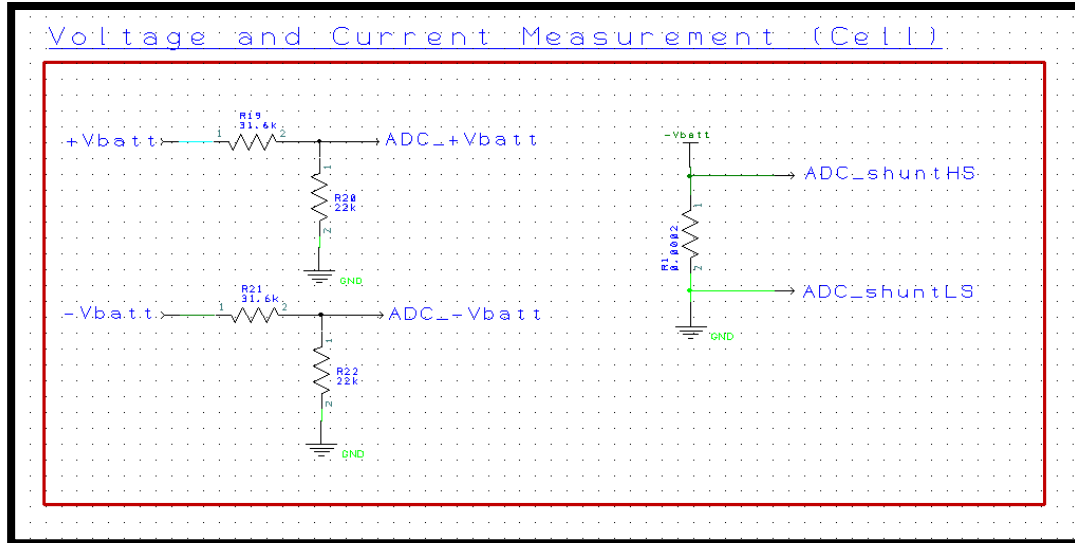 Voltage and Current Measurement (Cell)
R19
31.6k
+Vbatt
1
2
ADC_+Vbatt
1
R20
22k
2
GND
R21
31.6k
-Vbatt
1
2
ADC_-Vbatt
1
R22
22k
2
GND
-Vbatt
ADC_shuntHS
1
R1
0.0002
2
ADC_shuntLS
GND